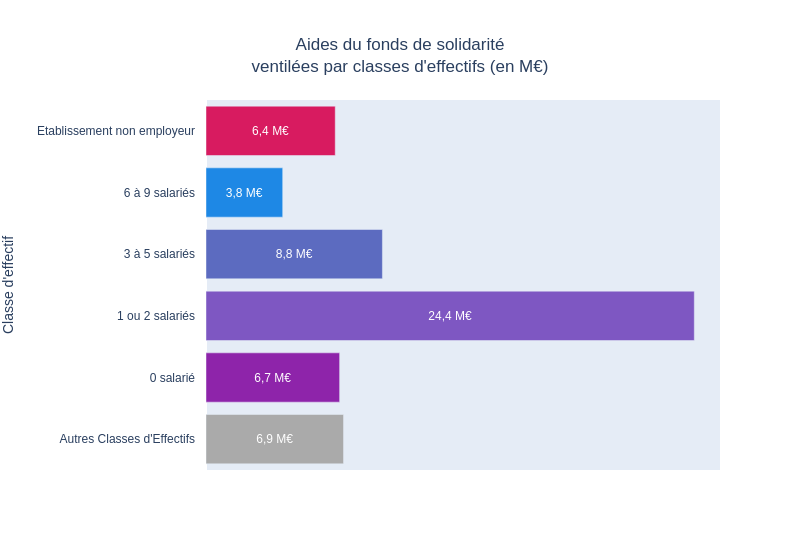 Aides du fonds de solidarité
ventilées par classes d'effectifs (en M€)
Classe d'effectif
Etablissement non employeur
6,4 M€
6 à 9 salariés
3,8 M€
3 à 5 salariés
8,8 M€
1 ou 2 salariés
24,4 M€
0 salarié
6,7 M€
Autres Classes d'Effectifs
6,9 M€